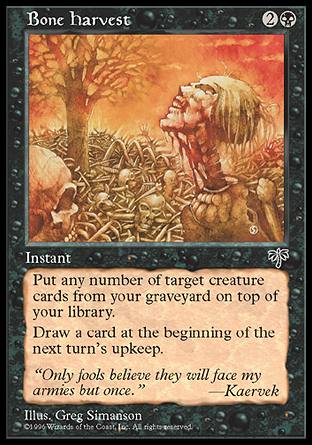 Bone Harvest 2
Instant
Put any number of target creature
cards from your graveyard on top of
your library.
Draw a card at the beginning of the
next turn's upkeep.
"Only fools believe they will face my
armies but once." —Kaervek
Illus. Greg Simanson
©1996 Wizards of the Coast, Inc. All rights reserved.